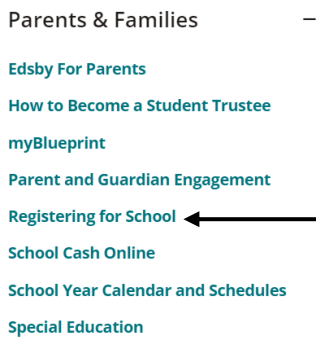 Parents & Families
Edsby For Parents
How to Become a Student Trustee
myBlueprint
Parent and Guardian Engagement
Registering for School
School Cash Online
School Year Calendar and Schedules
Special Education